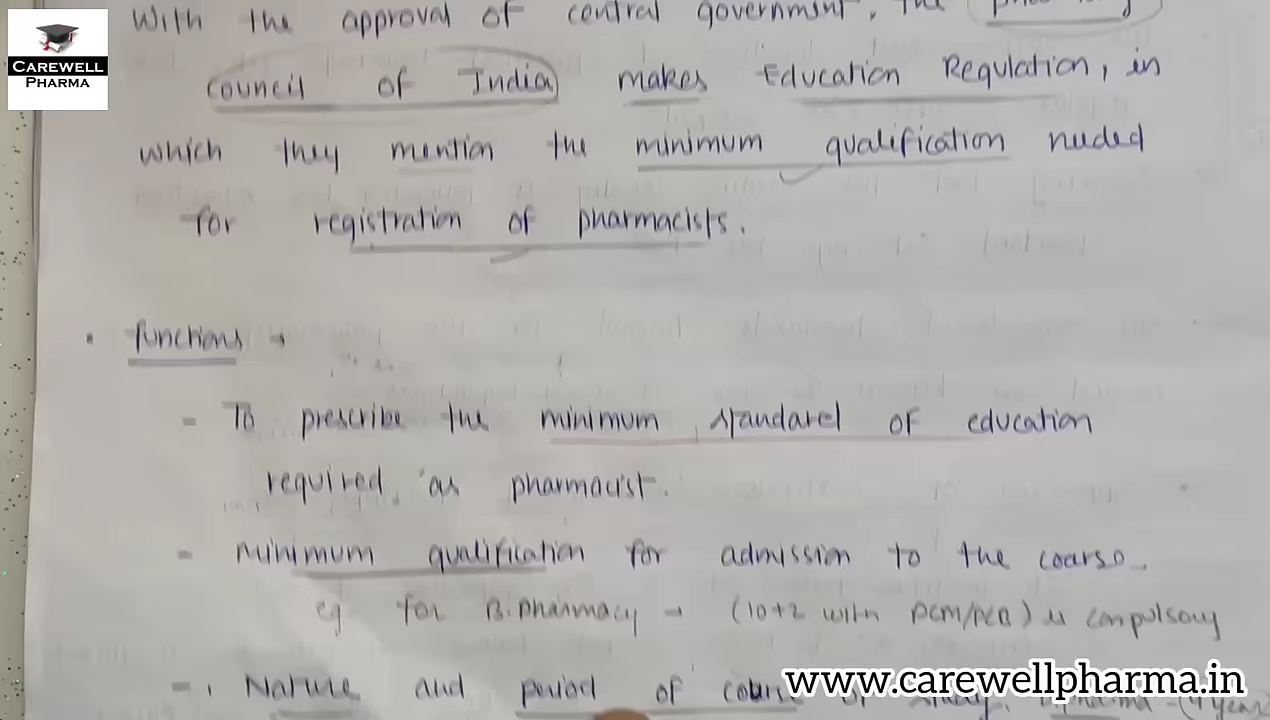 CAREWELL
PHARMA
With the approval of central government, the
council of India makes Education Regulation, in
which they mention the minimum qualification needed
for registration of pharmacists.
functions →
- To prescribe the minimum standard of education
required as pharmacist.
- minimum qualification for admission to the coarse.
eg for B.pharmacy → (10+2 with PCM/PCB) is compulsory
- Nature and period of course of study.
www.carewellpharma.in